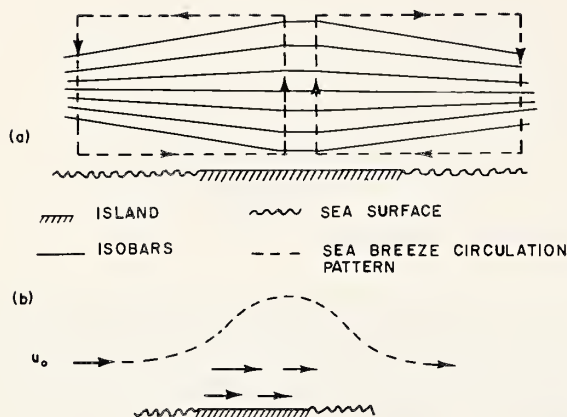 (a)
ISLAND
SEA SURFACE
ISOBARS
SEA BREEZE CIRCULATION
PATTERN
(b)
u₀